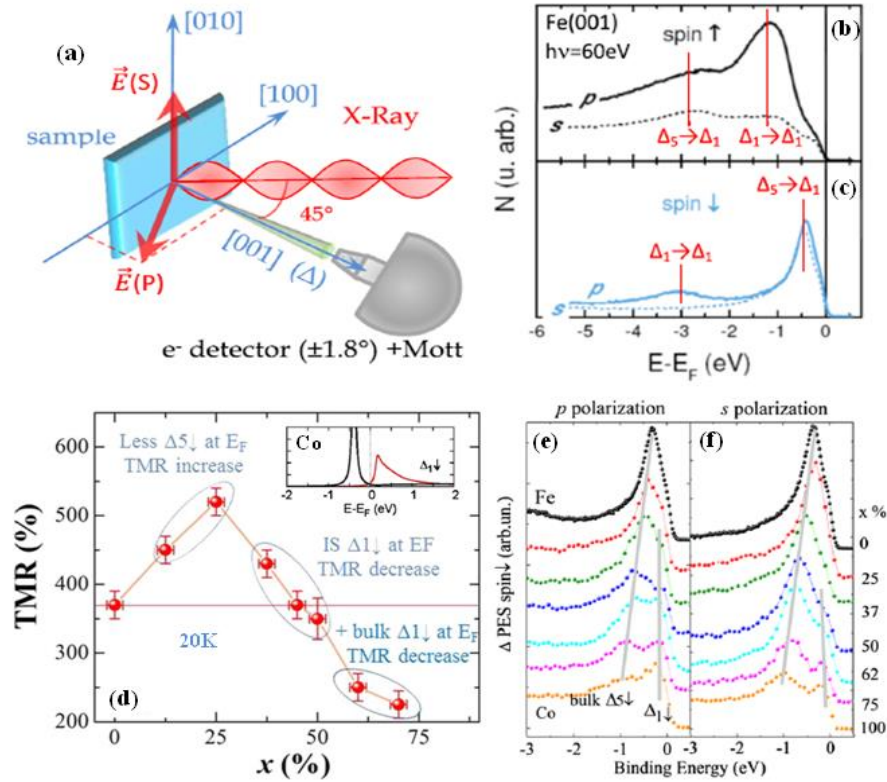 (a)
[010]
E(S)
[100]
sample
X-Ray
45°
[001] (Δ)
E(P)
e- detector (±1.8°) +Mott
Fe(001)
hν=60eV
spin ↑
(b)
p
s
Δ5→Δ1
Δ1→Δ1
N (u. arb.)
spin ↓
(c)
Δ5→Δ1
Δ1→Δ1
p
s
-6 -5 -4 -3 -2 -1 0
E-EF (eV)
TMR (%)
600
500
400
300
200
Less Δ5↓ at EF
TMR increase
Co
Δ1↓
-2 -1 0 1 2
E-EF (eV)
IS Δ1↓ at EF
TMR decrease
+ bulk Δ1↓ at EF
TMR decrease
20K
(d)
0 25 50 75
x (%)
p polarization
s polarization
(e)
(f)
Δ PES spin↓ (arb.un.)
Fe
x %
0
25
37
50
62
75
100
Co
bulk Δ5↓
Δ1↓
-3 -2 -1 0
-3 -2 -1 0
Binding Energy (eV)